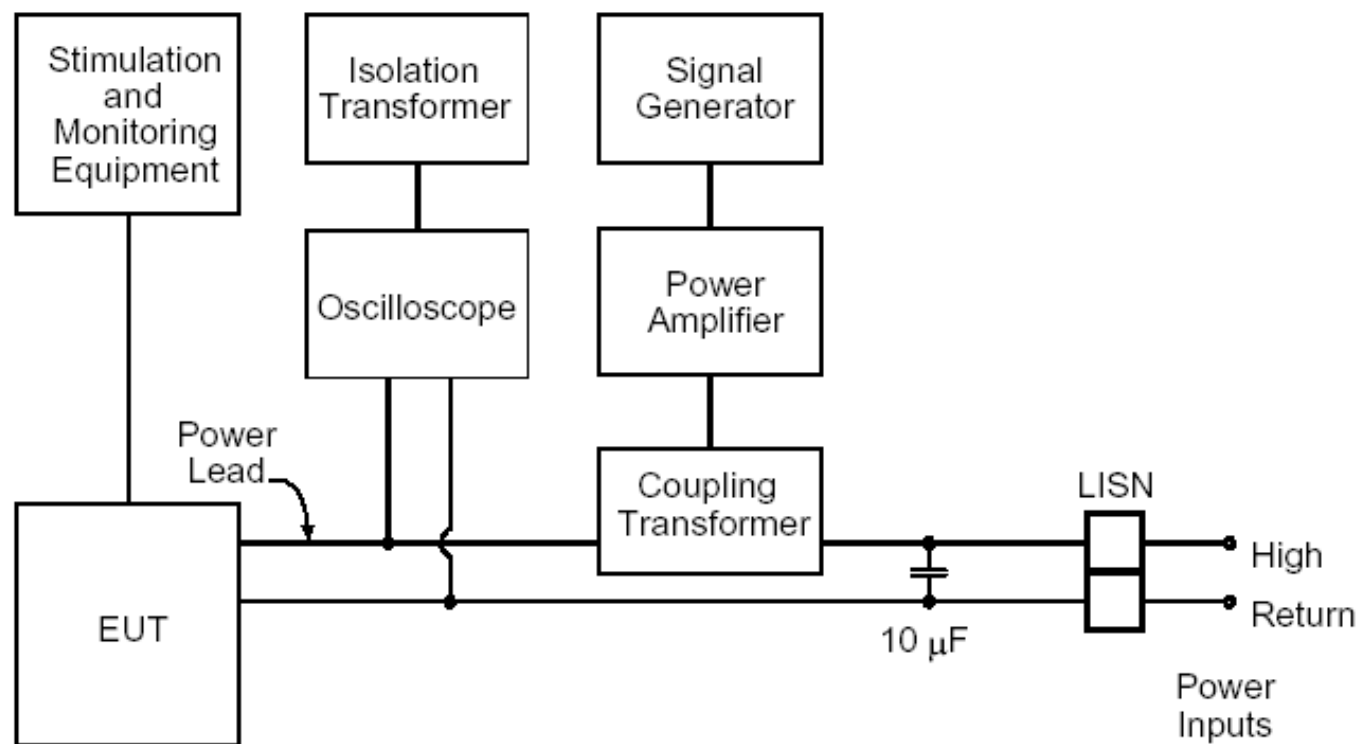 Stimulation
and
Monitoring
Equipment
Isolation
Transformer
Signal
Generator
Oscilloscope
Power
Amplifier
Power
Lead
Coupling
Transformer
LISN
High
EUT
Return
10 μF
Power
Inputs